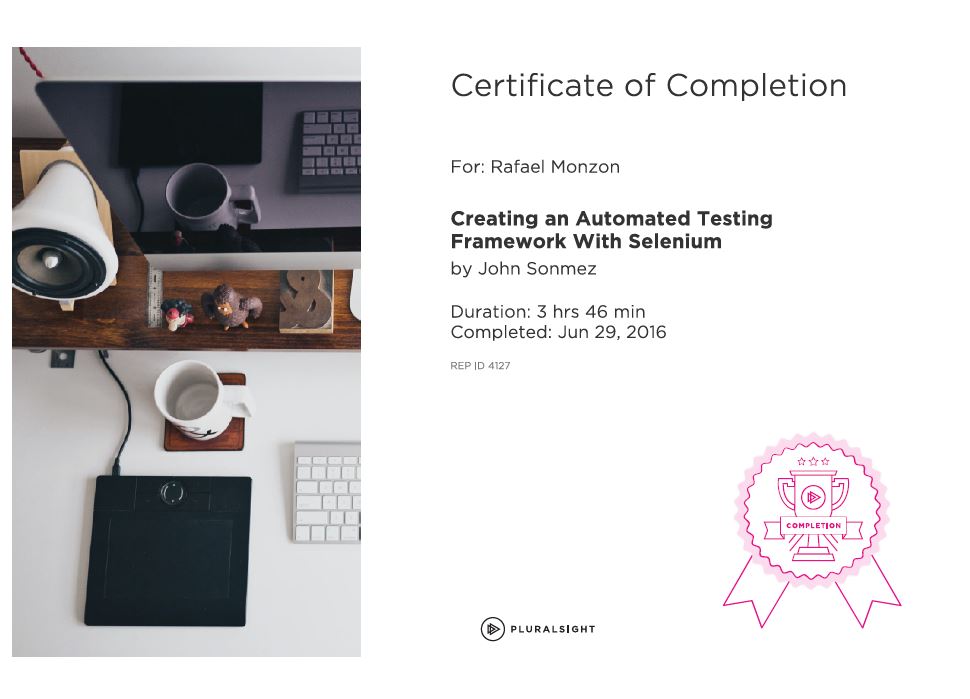 Certificate of Completion
For: Rafael Monzon
Creating an Automated Testing
Framework With Selenium
by John Sonmez
Duration: 3 hrs 46 min
Completed: Jun 29, 2016
REP ID 4127
COMPLETION
PLURALSIGHT